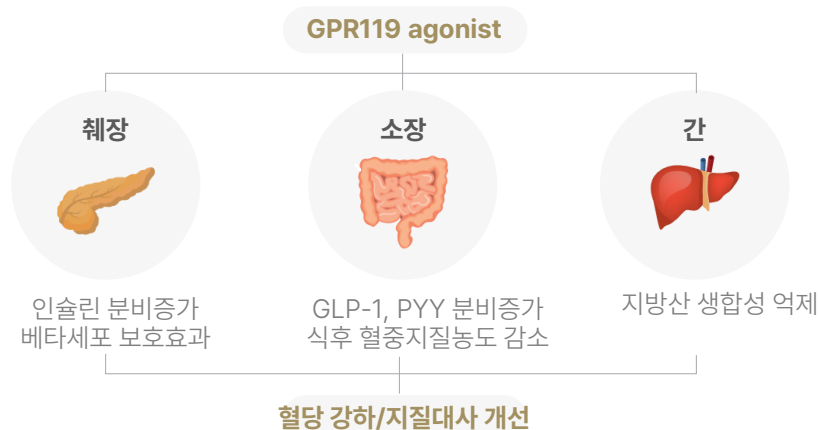 GPR119 agonist
췌장
소장
간
인슐린 분비증가
베타세포 보호효과
GLP-1, PYY 분비증가
식후 혈중지질농도 감소
지방산 생합성 억제
혈당 강하/지질대사 개선